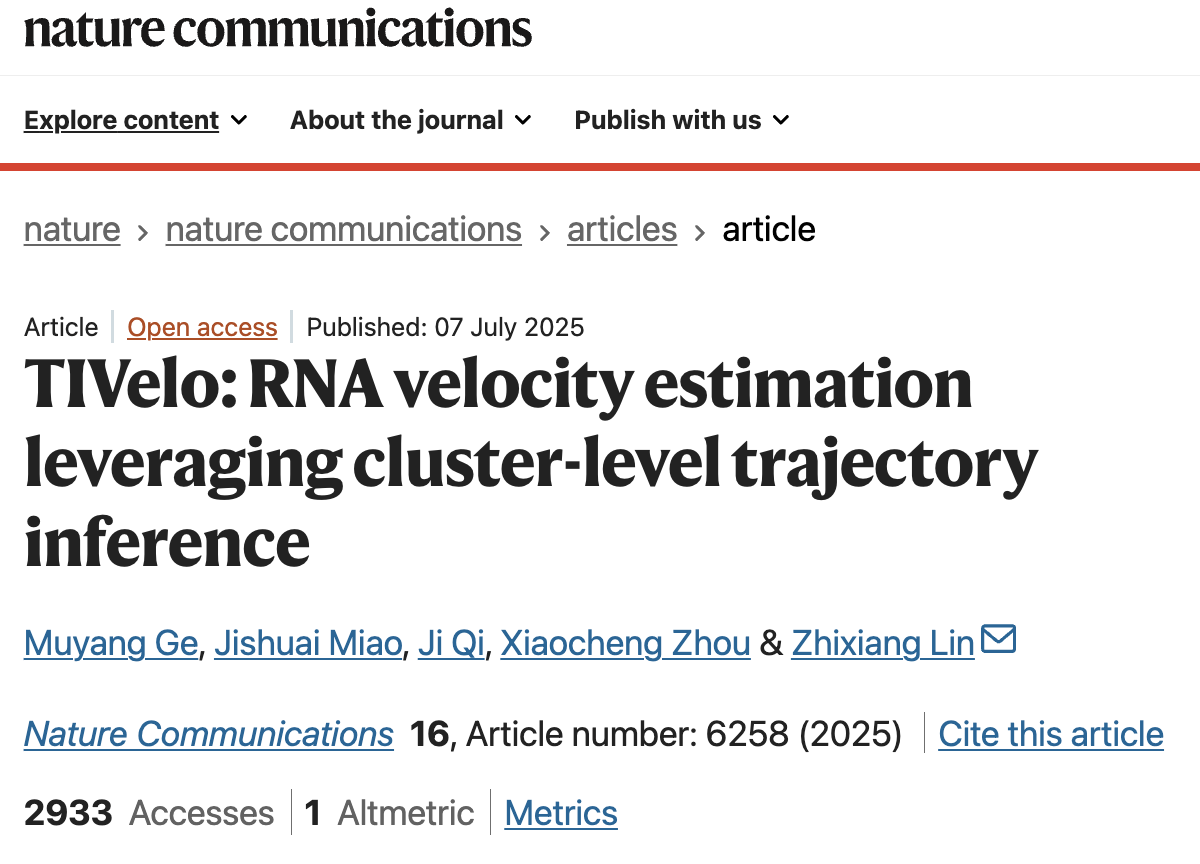 nature communications
Explore content About the journal Publish with us
nature › nature communications › articles › article
Article Open access Published: 07 July 2025
TIVelo: RNA velocity estimation
leveraging cluster-level trajectory
inference
Muyang Ge, Jishuai Miao, Ji Qi, Xiaocheng Zhou & Zhixiang Lin
Nature Communications 16, Article number: 6258 (2025) Cite this article
2933 Accesses 1 Altmetric Metrics